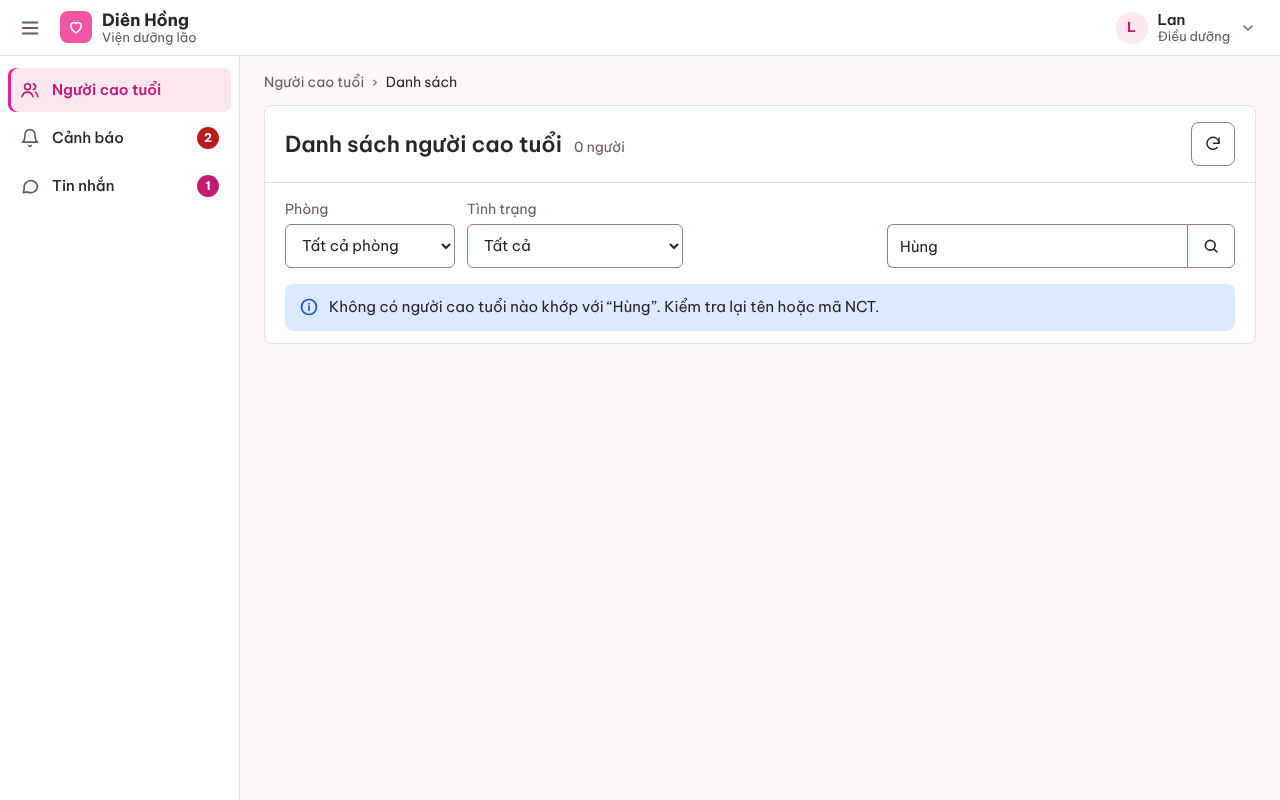 Diên Hồng
Viện dưỡng lão
L
Lan
Điều dưỡng
Người cao tuổi
Cảnh báo
2
Tin nhắn
1
Người cao tuổi › Danh sách
Danh sách người cao tuổi 0 người
Phòng
Tình trạng
Tất cả phòng
Tất cả
Hùng
Không có người cao tuổi nào khớp với “Hùng”. Kiểm tra lại tên hoặc mã NCT.